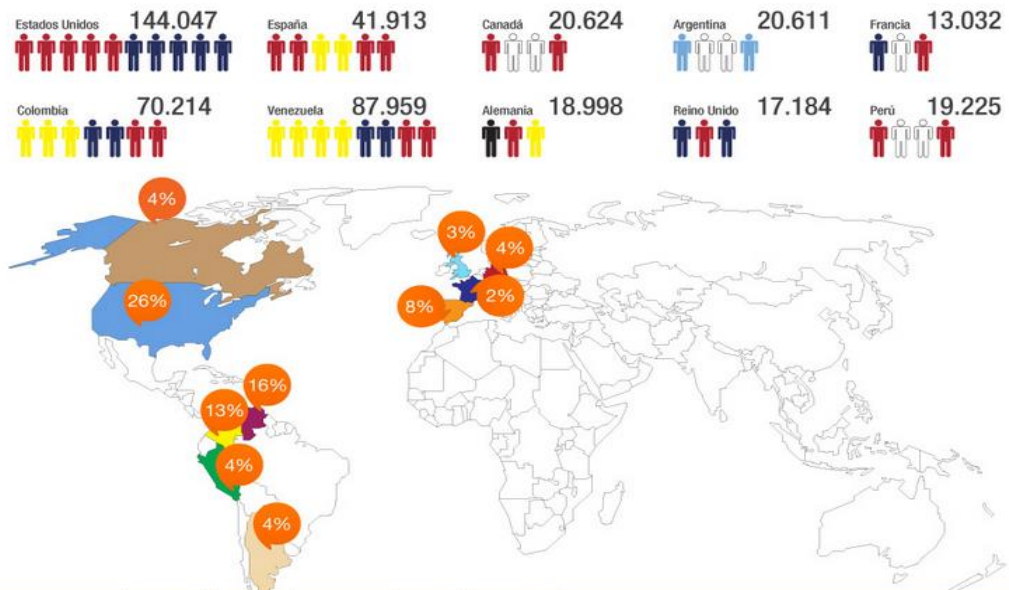 Estados Unidos 144.047
España 41.913
Canadá 20.624
Argentina 20.611
Francia 13.032
Colombia 70.214
Venezuela 87.959
Alemania 18.998
Reino Unido 17.184
Perú 19.225
4%
3%
4%
26%
8%
2%
16%
13%
4%
4%